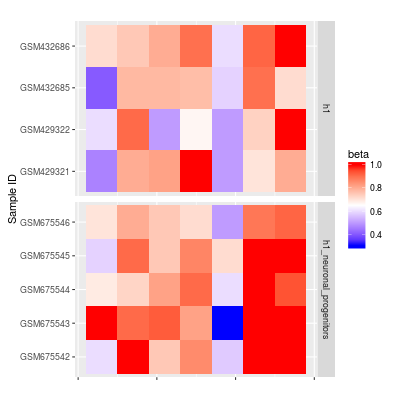 Sample ID
GSM432686
GSM432685
GSM429322
GSM429321
h1
GSM675546
GSM675545
GSM675544
GSM675543
GSM675542
h1_neuronal_progenitors
beta
1.0
0.8
0.6
0.4